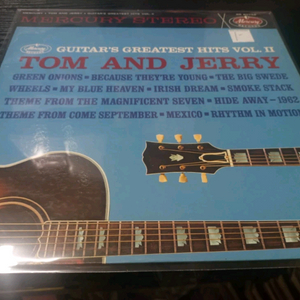 MERCURY STEREO
Mercury
GUITAR'S GREATEST HITS VOL. II
TOM AND JERRY
GREEN ONIONS • BECAUSE THEY'RE YOUNG • THE BIG SWEDE
WHEELS • MY BLUE HEAVEN • IRISH DREAM • SMOKE STACK
THEME FROM THE MAGNIFICENT SEVEN • HIDE AWAY—1962
THEME FROM COME SEPTEMBER • MEXICO • RHYTHM IN MOTION